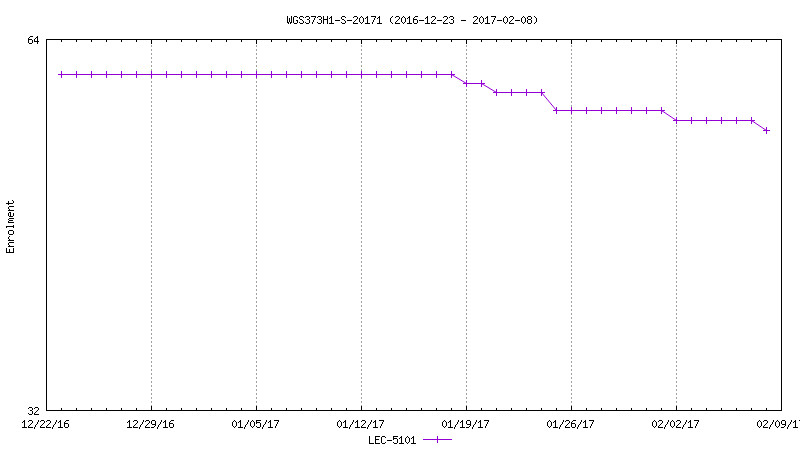 WGS373H1-S-20171 (2016-12-23 - 2017-02-08)
64
Enrolment
32
12/22/16 12/29/16 01/05/17 01/12/17 01/19/17 01/26/17 02/02/17 02/09/1
LEC-5101